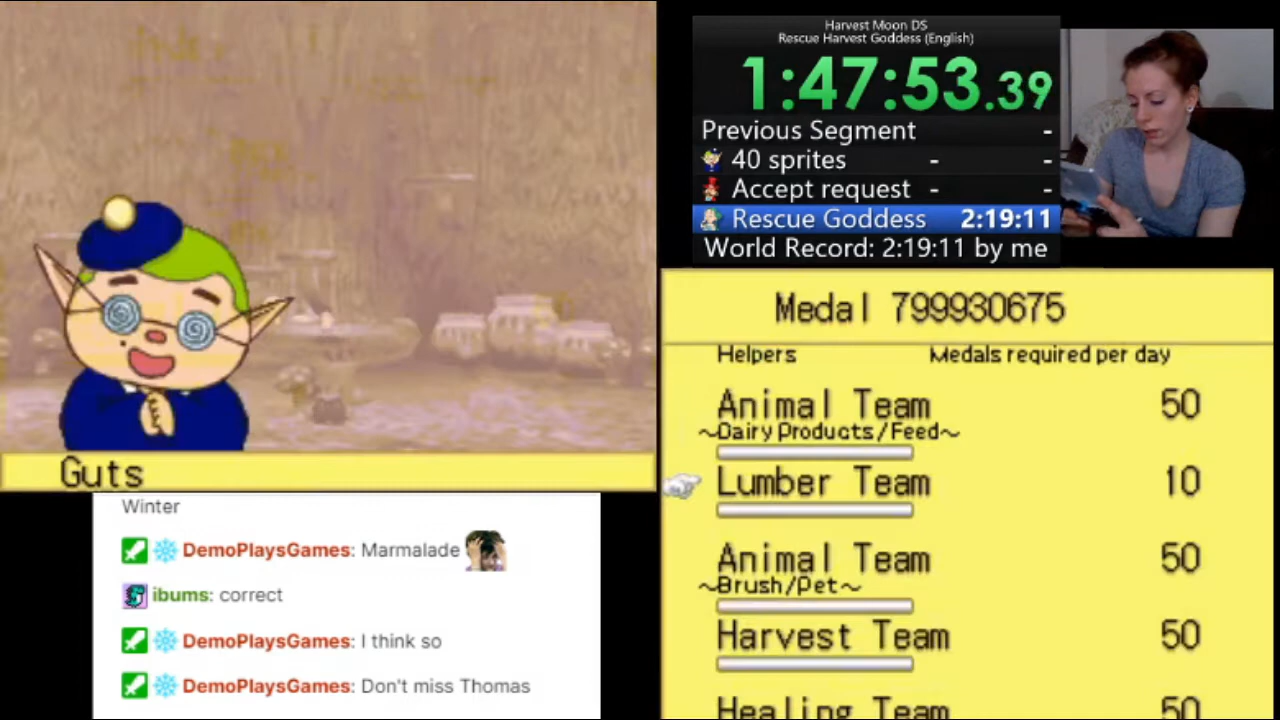 Harvest Moon DS
Rescue Harvest Goddess (English)
1:47:53.39
Previous Segment -
40 sprites - -
Accept request - -
Rescue Goddess 2:19:11
World Record: 2:19:11 by me
Guts
Medal 799930675
Helpers Medals required per day
Animal Team 50
~Dairy Products/Feed~
Lumber Team 10
Animal Team 50
~Brush/Pet~
Harvest Team 50
Healing Team 50
Winter
DemoPlaysGames: Marmalade
ibums: correct
DemoPlaysGames: I think so
DemoPlaysGames: Don't miss Thomas